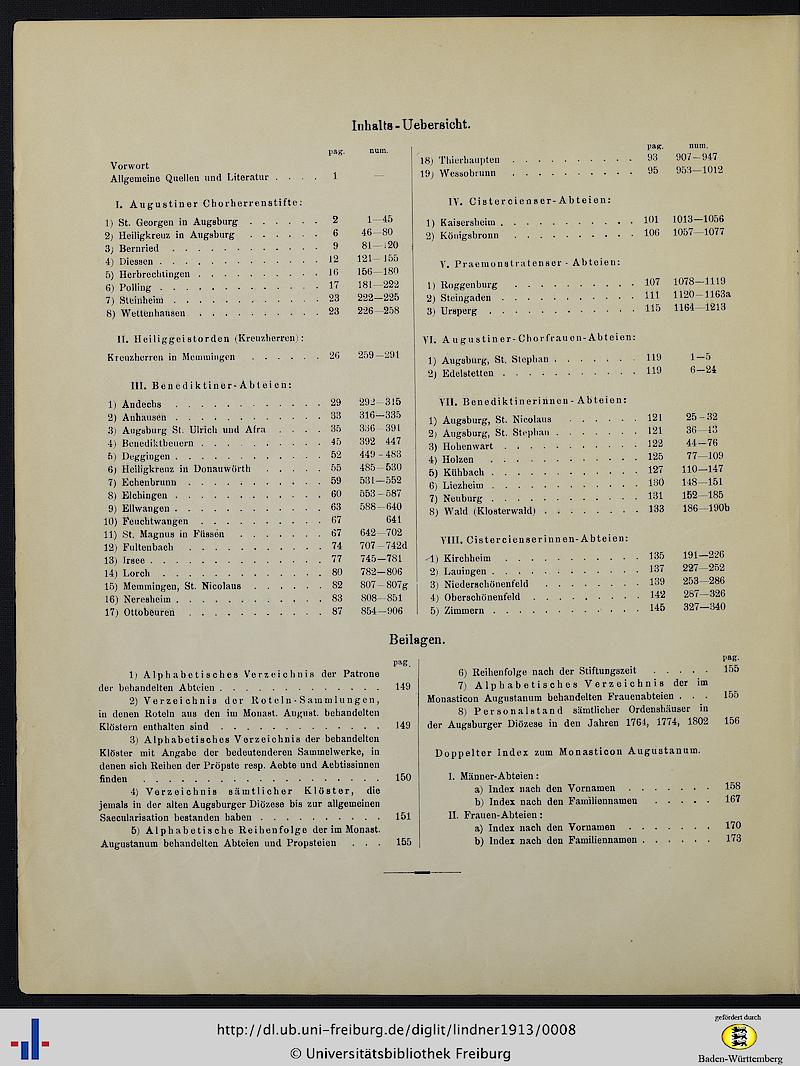 Inhalts-Uebersicht.
pag. num.
Vorwort
Allgemeine Quellen und Literatur . . . . 1 —
I. Augustiner Chorherrenstifte:
1) St. Georgen in Augsburg . . . . . . 2 1—45
2) Heiligkreuz in Augsburg . . . . . . 6 46—80
3) Bernried . . . . . . . . . . . . 9 81—120
4) Diessen . . . . . . . . . . . . . 12 121—155
5) Herbrechtingen . . . . . . . . . . 16 156—180
6) Polling . . . . . . . . . . . . . 17 181—222
7) Steinheim . . . . . . . . . . . . 23 222—225
8) Wettenhausen . . . . . . . . . . 23 226—258
II. Heiliggeistorden (Kreuzherren):
Kreuzherren in Memmingen . . . . . . 26 259—291
III. Benediktiner-Abteien:
1) Andechs . . . . . . . . . . . . 29 292—315
2) Anhausen . . . . . . . . . . . . 33 316—335
3) Augsburg St. Ulrich und Afra . . . . 35 336—391
4) Benediktbeuern . . . . . . . . . . 45 392—447
5) Deggingen . . . . . . . . . . . . 52 449—483
6) Heiligkreuz in Donauwörth . . . . . 55 485—530
7) Echenbrunn . . . . . . . . . . . 59 531—552
8) Elchingen . . . . . . . . . . . . 60 553—587
9) Ellwangen . . . . . . . . . . . . 63 588—640
10) Feuchtwangen . . . . . . . . . . 67 641
11) St. Magnus in Füssen . . . . . . . 67 642—702
12) Fultenbach . . . . . . . . . . . 74 707—742d
13) Irsee . . . . . . . . . . . . . . 77 745—781
14) Lorch . . . . . . . . . . . . . 80 782—806
15) Memmingen, St. Nicolaus . . . . . . 82 807—807g
16) Neresheim . . . . . . . . . . . . 83 808—851
17) Ottobeuren . . . . . . . . . . . 87 854—906
pag. num.
18) Thierhaupten . . . . . . . . . . 93 907—947
19) Wessobrunn . . . . . . . . . . 95 953—1012
IV. Cistercienser-Abteien:
1) Kaisersheim . . . . . . . . . . . 101 1013—1056
2) Königsbronn . . . . . . . . . . 106 1057—1077
V. Praemonstratenser-Abteien:
1) Roggenburg . . . . . . . . . . 107 1078—1119
2) Steingaden . . . . . . . . . . . 111 1120—1163a
3) Ursperg . . . . . . . . . . . . 115 1164—1213
VI. Augustiner-Chorfrauen-Abteien:
1) Augsburg, St. Stephan . . . . . . . 119 1—5
2) Edelstetten . . . . . . . . . . . 119 6—24
VII. Benediktinerinnen-Abteien:
1) Augsburg, St. Nicolaus . . . . . . 121 25—32
2) Augsburg, St. Stephan . . . . . . . 121 36—43
3) Hohenwart . . . . . . . . . . . 122 44—76
4) Holzen . . . . . . . . . . . . 125 77—109
5) Kühbach . . . . . . . . . . . . 127 110—147
6) Liezheim . . . . . . . . . . . . 130 148—151
7) Neuburg . . . . . . . . . . . . 131 152—185
8) Wald (Klosterwald) . . . . . . . . 133 186—190b
VIII. Cistercienserinnen-Abteien:
1) Kirchheim . . . . . . . . . . . 135 191—226
2) Lauingen . . . . . . . . . . . . 137 227—252
3) Niederschönenfeld . . . . . . . . 139 253—286
4) Oberschönenfeld . . . . . . . . . 142 287—326
5) Zimmern . . . . . . . . . . . . 145 327—340
Beilagen.
pag.
1) Alphabetisches Verzeichnis der Patrone
der behandelten Abteien . . . . . . . . . . . . . 149
2) Verzeichnis der Roteln-Sammlungen,
in denen Roteln aus den im Monast. August. behandelten
Klöstern enthalten sind . . . . . . . . . . . . . 149
3) Alphabetisches Verzeichnis der behandelten
Klöster mit Angabe der bedeutenderen Sammelwerke, in
denen sich Reihen der Pröpste resp. Aebte und Aebtissinnen
finden . . . . . . . . . . . . . . . . . . . 150
4) Verzeichnis sämtlicher Klöster, die
jemals in der alten Augsburger Diözese bis zur allgemeinen
Saecularisation bestanden haben . . . . . . . . . . 151
5) Alphabetische Reihenfolge der im Monast.
Augustanum behandelten Abteien und Propsteien . . . 155
pag.
6) Reihenfolge nach der Stiftungszeit . . . . . 155
7) Alphabetisches Verzeichnis der im
Monasticon Augustanum behandelten Frauenabteien . . . 155
8) Personalstand sämtlicher Ordenshäuser in
der Augsburger Diözese in den Jahren 1764, 1774, 1802 156
Doppelter Index zum Monasticon Augustanum.
I. Männer-Abteien:
a) Index nach den Vornamen . . . . . . . 158
b) Index nach den Familiennamen . . . . . 167
II. Frauen-Abteien:
a) Index nach den Vornamen . . . . . . . 170
b) Index nach den Familiennamen . . . . . . 173
http://dl.ub.uni-freiburg.de/diglit/lindner1913/0008
© Universitätsbibliothek Freiburg
gefördert durch
Baden-Württemberg